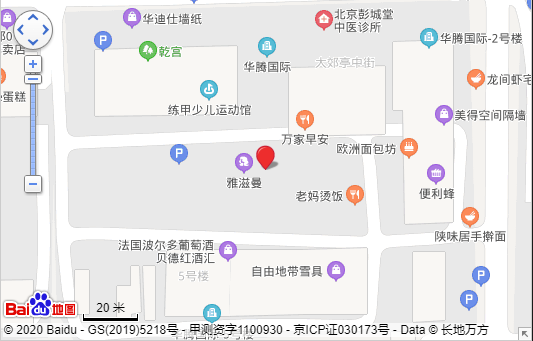 华迪仕墙纸
北京彭城堂
中医诊所
华腾国际-2号楼
卖店
乾宫
华腾国际
太郊亭中街
龙间虾宅
e蛋糕
练甲少儿运动馆
美得空间隔墙
万家早安
欧洲面包坊
雅滋曼
便利蜂
老妈烫饭
陕味居手擀面
法国波尔多葡萄酒
贝德红酒汇
5号楼
自由地带雪具
Bai du 地图
20 米
© 2020 Baidu - GS(2019)5218号 - 甲测资字1100930 - 京ICP证030173号 - Data © 长地万方